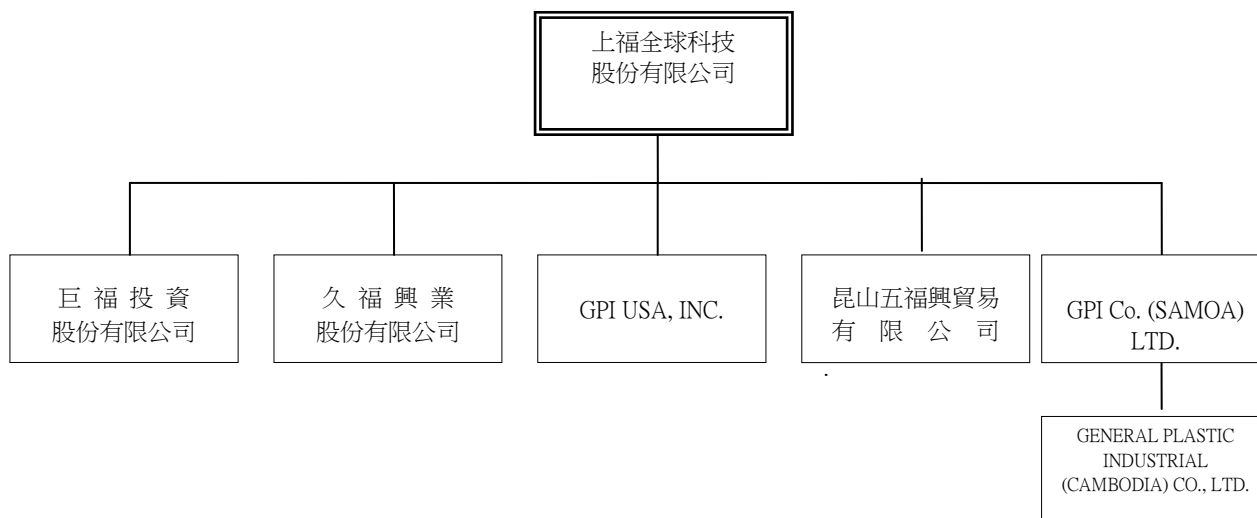 上福全球科技
股份有限公司
巨福投資
股份有限公司
久福興業
股份有限公司
GPI USA, INC.
昆山五福興貿易
有限公司
GPI Co. (SAMOA)
LTD.
GENERAL PLASTIC
INDUSTRIAL
(CAMBODIA) CO., LTD.